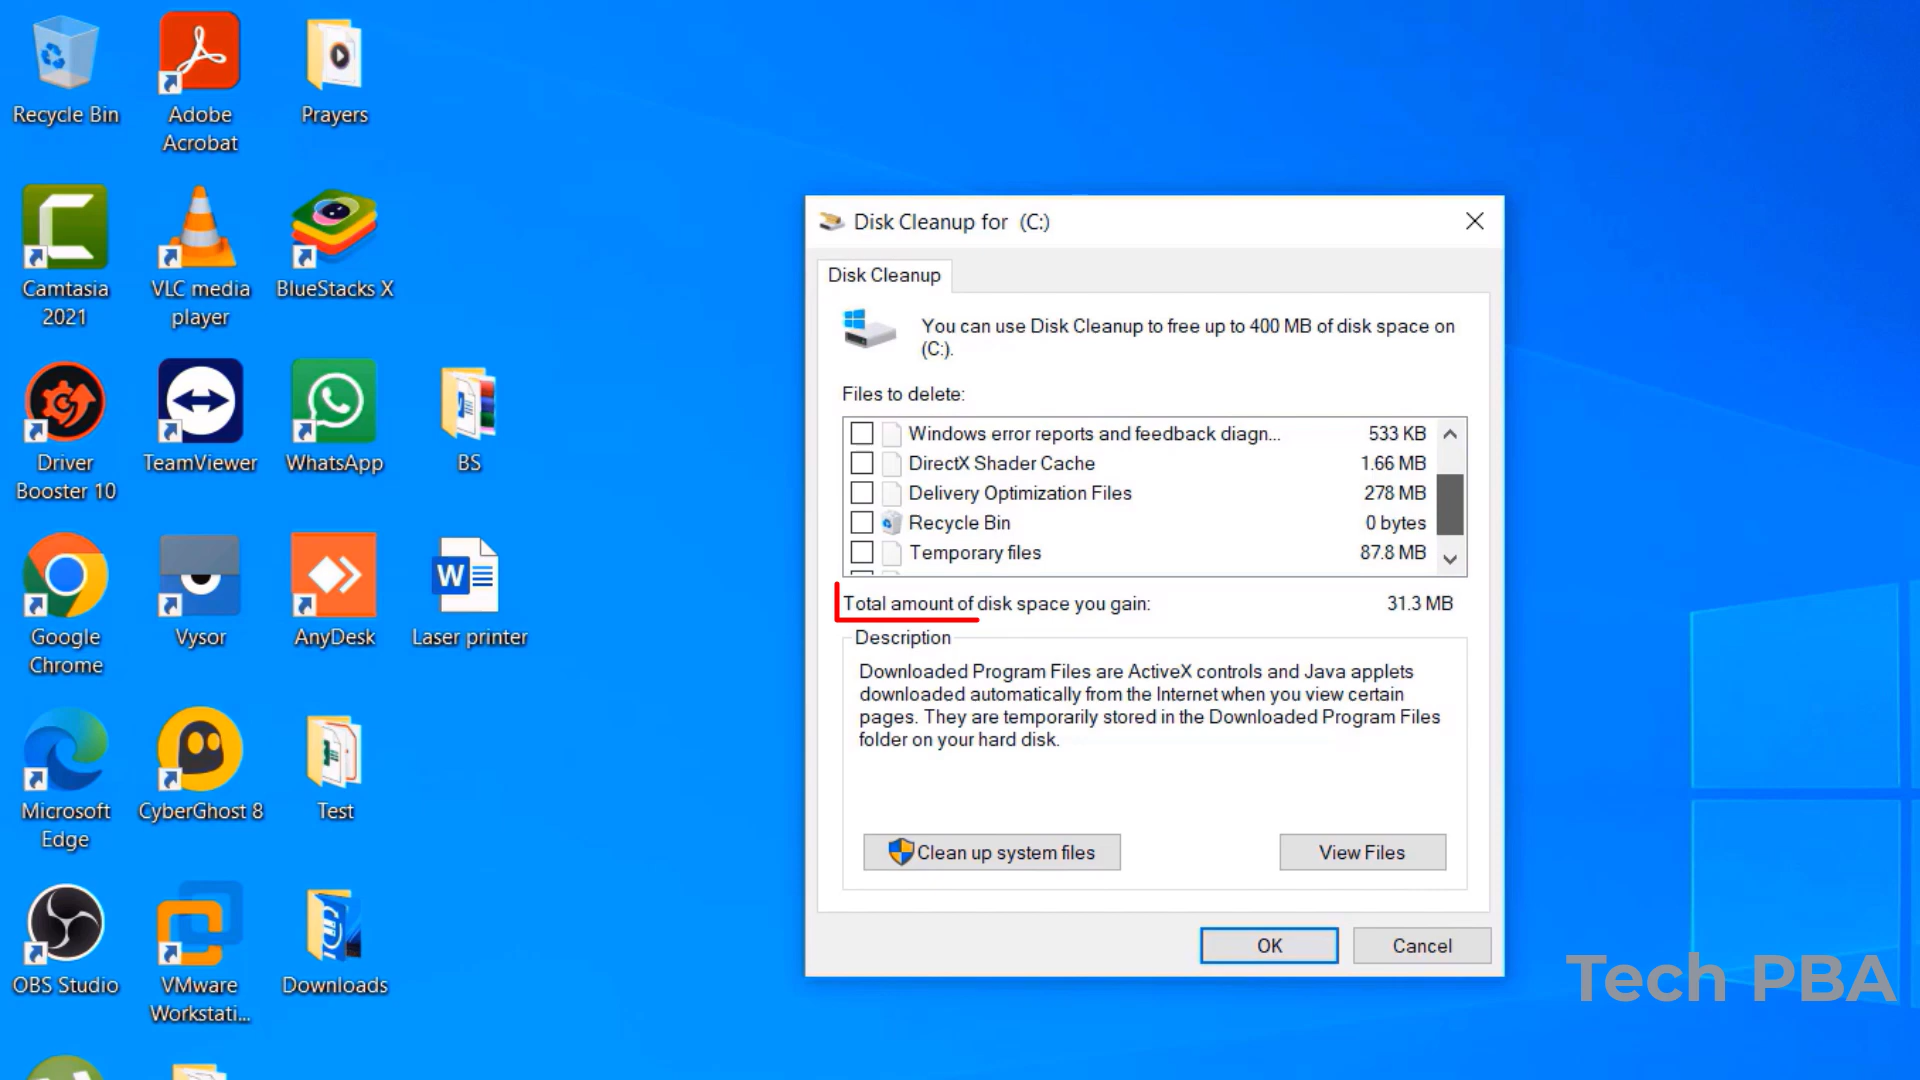 Recycle Bin
Adobe
Acrobat
Prayers
Camtasia
2021
VLC media
player
BlueStacks X
Driver
Booster 10
TeamViewer
WhatsApp
BS
Google
Chrome
Vysor
AnyDesk
Laser printer
Microsoft
Edge
CyberGhost 8
Test
OBS Studio
VMware
Workstati...
Downloads
Disk Cleanup for (C:)
Disk Cleanup
You can use Disk Cleanup to free up to 400 MB of disk space on
(C:).
Files to delete:
Windows error reports and feedback diagn... 533 KB
DirectX Shader Cache 1.66 MB
Delivery Optimization Files 278 MB
Recycle Bin 0 bytes
Temporary files 87.8 MB
Total amount of disk space you gain: 31.3 MB
Description
Downloaded Program Files are ActiveX controls and Java applets
downloaded automatically from the Internet when you view certain
pages. They are temporarily stored in the Downloaded Program Files
folder on your hard disk.
Clean up system files
View Files
OK
Cancel
Tech PBA